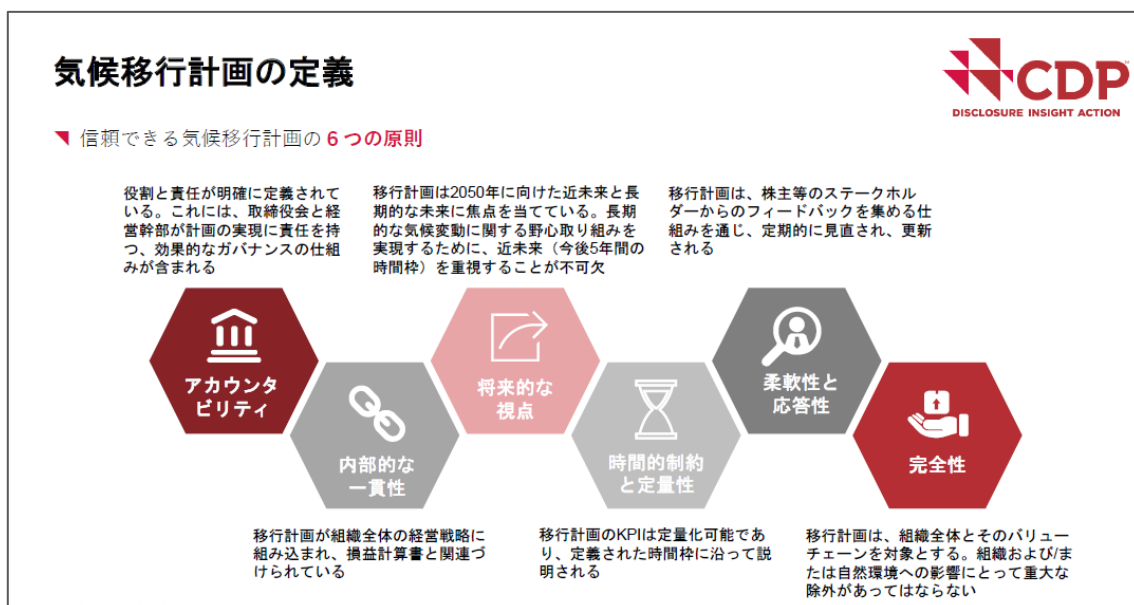 気候移行計画の定義
CDP
DISCLOSURE INSIGHT ACTION
信頼できる気候移行計画の6つの原則
役割と責任が明確に定義されて
いる。これには、取締役会と経
営幹部が計画の実現に責任を持
つ、効果的なガバナンスの仕組
みが含まれる
移行計画は2050年に向けた近未来と長
期的な未来に焦点を当てている。長期
的な気候変動に関する野心取り組みを
実現するために、近未来（今後5年間の
時間枠）を重視することが不可欠
移行計画は、株主等のステークホル
ダーからのフィードバックを集める仕
組みを通じ、定期的に見直され、更新
される
アカウンタ
ビリティ
内部的な
一貫性
将来的な
視点
時間的制約
と定量性
柔軟性と
応答性
完全性
移行計画が組織全体の経営戦略に
組み込まれ、損益計算書と関連づ
けられている
移行計画のKPIは定量化可能であ
り、定義された時間枠に沿って説
明される
移行計画は、組織全体とそのバリュー
チェーンを対象とする。組織および/ま
たは自然環境への影響にとって重大な
除外があってはならない